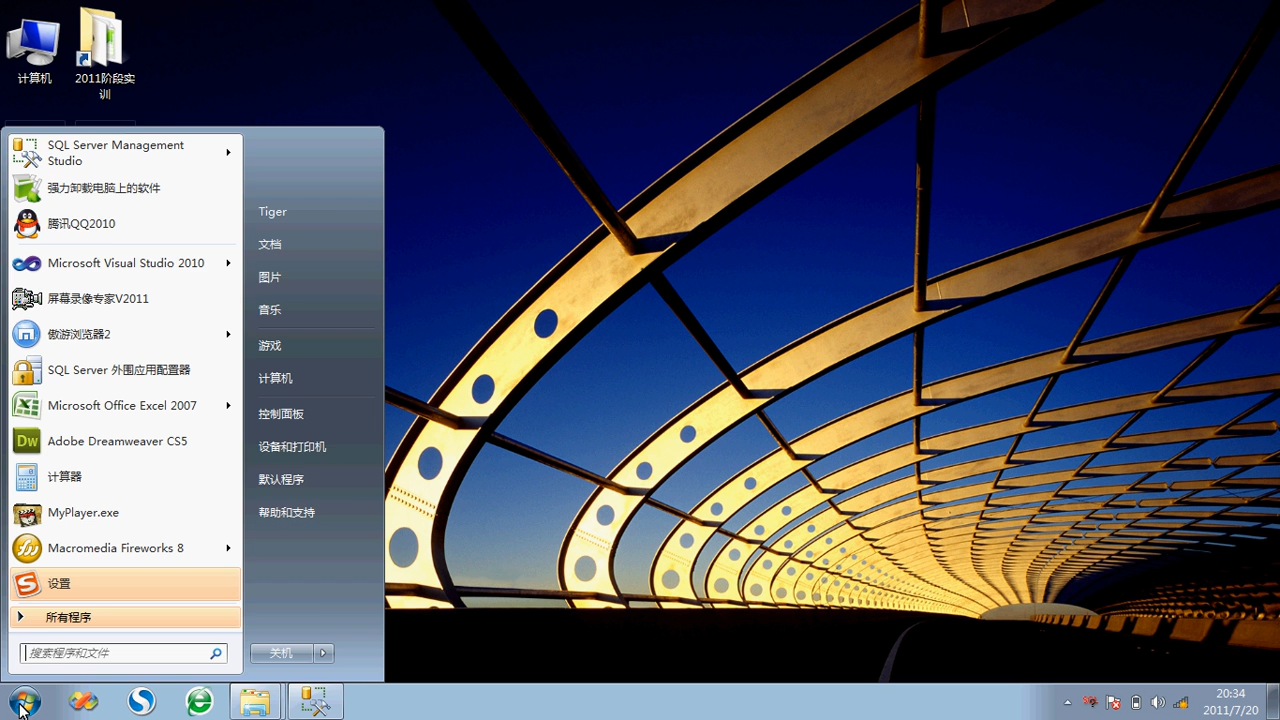 计算机
2011阶段实
训
SQL Server Management
Studio
强力卸载电脑上的软件
腾讯QQ2010
Microsoft Visual Studio 2010
屏幕录像专家V2011
傲游浏览器2
SQL Server 外围应用配置器
Microsoft Office Excel 2007
Dw
Adobe Dreamweaver CS5
计算器
MyPlayer.exe
Macromedia Fireworks 8
设置
所有程序
搜索程序和文件
Tiger
文档
图片
音乐
游戏
计算机
控制面板
设备和打印机
默认程序
帮助和支持
关机
20:34
2011/7/20